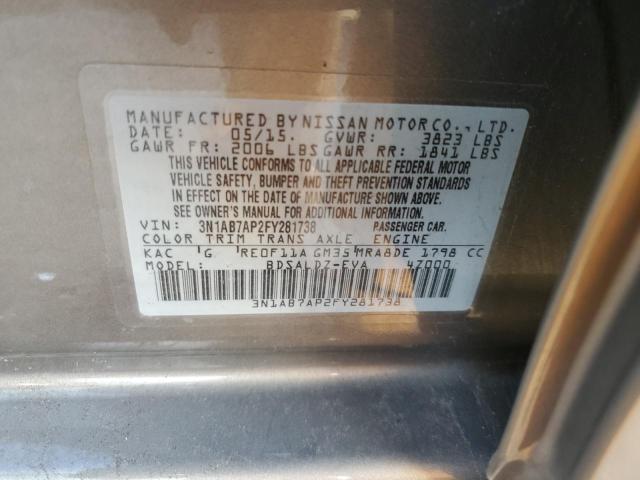 MANUFACTURED BY NISSAN MOTOR CO., LTD.
DATE: 05/15. GVWR: 3823 LBS
GAWR FR: 2006 LBS GAWR RR: 1841 LBS
THIS VEHICLE CONFORMS TO ALL APPLICABLE FEDERAL MOTOR
VEHICLE SAFETY, BUMPER AND THEFT PREVENTION STANDARDS
IN EFFECT ON THE DATE OF MANUFACTURE SHOWN ABOVE.
SEE OWNER'S MANUAL FOR ADDITIONAL INFORMATION.
VIN: 3N1AB7AP2FY281738 PASSENGER CAR.
COLOR TRIM TRANS AXLE ENGINE
KAC G RE0F11A GM35 MRA8DE 1798 CC
BDSALDZ-EVA 4Z000
3N1AB7AP2FY281738